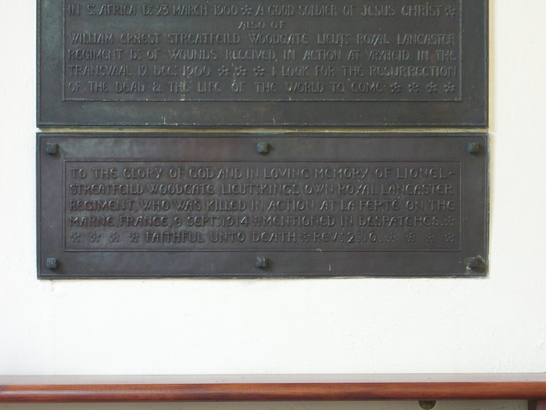 IN S. AFRICA 23 MARCH 1900 ❊ A GOOD SOLDIER OF JESUS CHRIST ❊
ALSO OF
WILLIAM ERNEST STREATFEILD WOODGATE LIEUT: ROYAL LANCASTER
REGIMENT D: OF WOUNDS RECEIVED IN ACTION AT VRYHEID IN THE
TRANSVAAL 12 DEC: 1900 ❊ ❊ ❊ I LOOK FOR THE RESURRECTION
OF THE DEAD & THE LIFE OF THE WORLD TO COME ❊ ❊ ❊ ❊
TO THE GLORY OF GOD AND IN LOVING MEMORY OF LIONEL-
STREATFEILD WOODGATE LIEUT: KINGS OWN ROYAL LANCASTER
REGIMENT, WHO WAS KILLED IN ACTION AT LA FERTÉ ON THE
MARNE, FRANCE, 9 SEPT: 1914 ❊ MENTIONED IN DESPATCHES ❊
❊ ❊ ❊ ❊ FAITHFUL UNTO DEATH ❊ REV: 2. 10. ❊ ❊ ❊ ❊